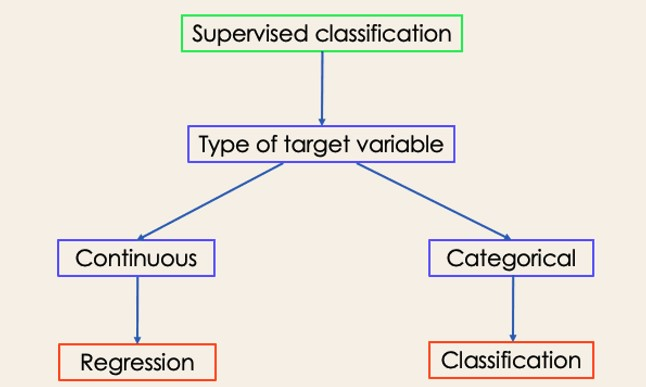 Supervised classification
Type of target variable
Continuous
Categorical
Regression
Classification